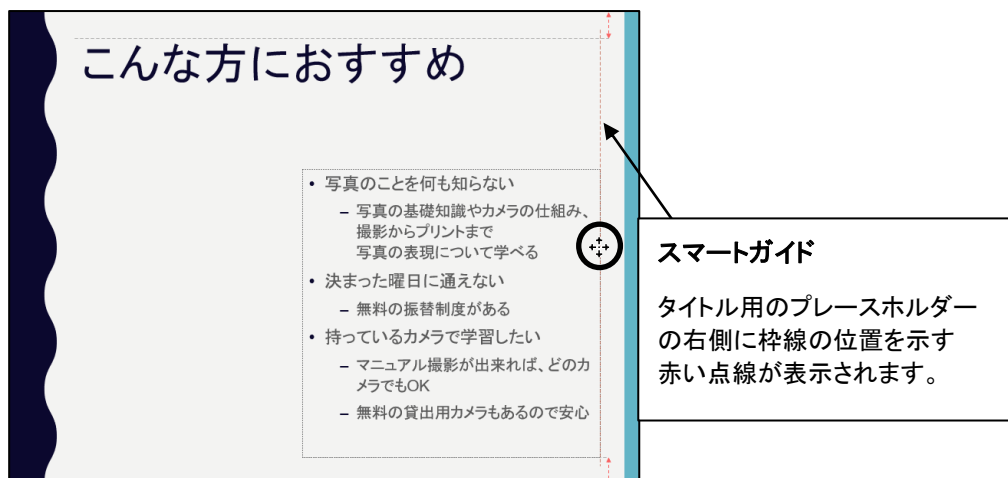 こんな方におすすめ
• 写真のことを何も知らない
– 写真の基礎知識やカメラの仕組み、
撮影からプリントまで
写真の表現について学べる
• 決まった曜日に通えない
– 無料の振替制度がある
• 持っているカメラで学習したい
– マニュアル撮影が出来れば、どのカ
メラでもOK
– 無料の貸出用カメラもあるので安心
スマートガイド
タイトル用のプレースホルダー
の右側に枠線の位置を示す
赤い点線が表示されます。